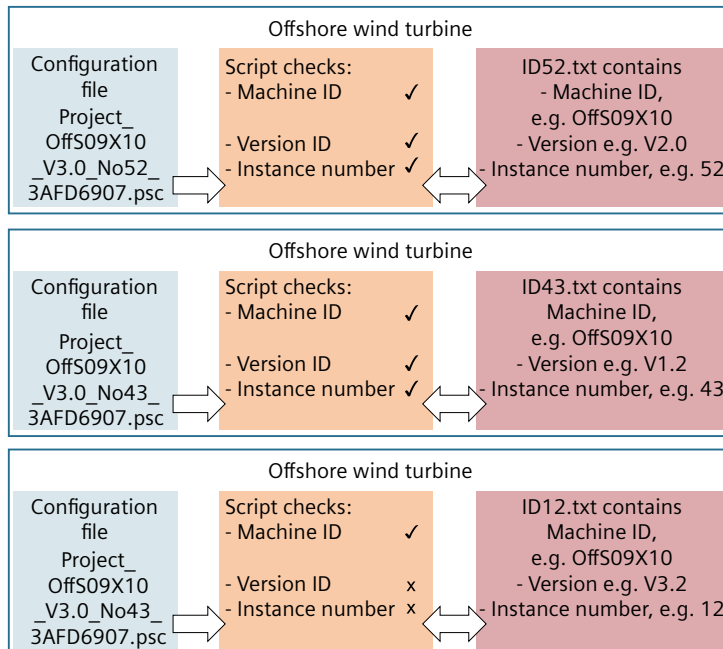 Offshore wind turbine
Configuration
file
Project_
OffS09X10
_V3.0_No52_
3AFD6907.psc
Script checks:
- Machine ID ✓
- Version ID ✓
- Instance number ✓
ID52.txt contains
- Machine ID,
e.g. OffS09X10
- Version e.g. V2.0
- Instance number, e.g. 52
Offshore wind turbine
Configuration
file
Project_
OffS09X10
_V3.0_No43_
3AFD6907.psc
Script checks:
- Machine ID ✓
- Version ID ✓
- Instance number ✓
ID43.txt contains
Machine ID,
e.g. OffS09X10
- Version e.g. V1.2
- Instance number, e.g. 43
Offshore wind turbine
Configuration
file
Project_
OffS09X10
_V3.0_No43_
3AFD6907.psc
Script checks:
- Machine ID ✓
- Version ID x
- Instance number x
ID12.txt contains
Machine ID,
e.g. OffS09X10
- Version e.g. V3.2
- Instance number, e.g. 12